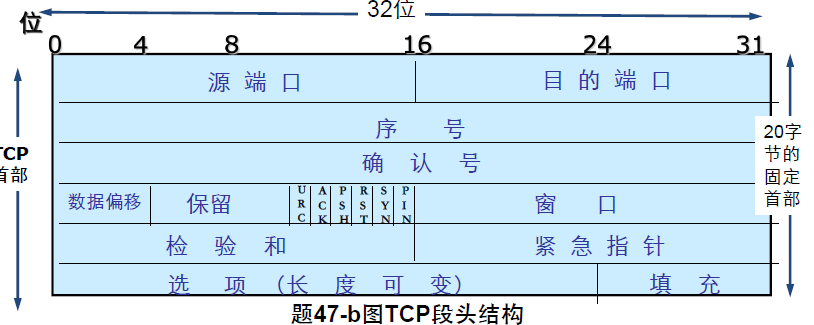 32位
位
0 4 8 16 24 31
源端口 目的端口
序号
确认号
数据偏移 保留 URC ACK PSH RST SYN PIN 窗口
检验和 紧急指针
选项（长度可变） 填充
TCP
首部
20字
节的
固定
首部
题47-b图TCP段头结构